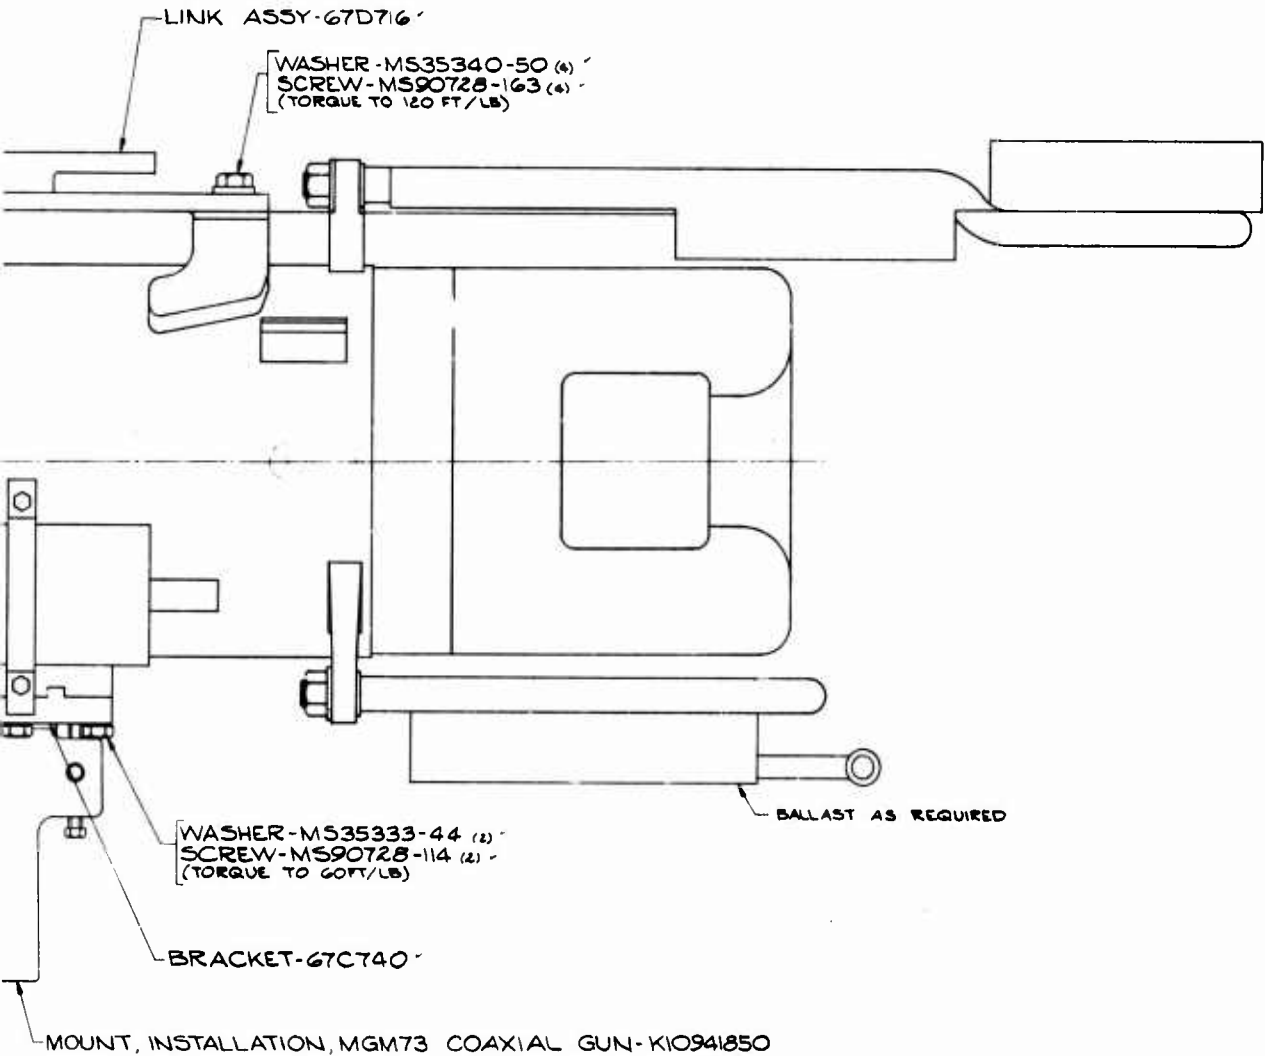 LINK ASSY-67D716
WASHER-MS35340-50 (4)
SCREW-MS90728-163 (4)
(TORQUE TO 120 FT/LB)
BALLAST AS REQUIRED
WASHER-MS35333-44 (2)
SCREW-MS90728-114 (2)
(TORQUE TO 60FT/LB)
BRACKET-67C740
MOUNT, INSTALLATION, MGM73 COAXIAL GUN-K10941850